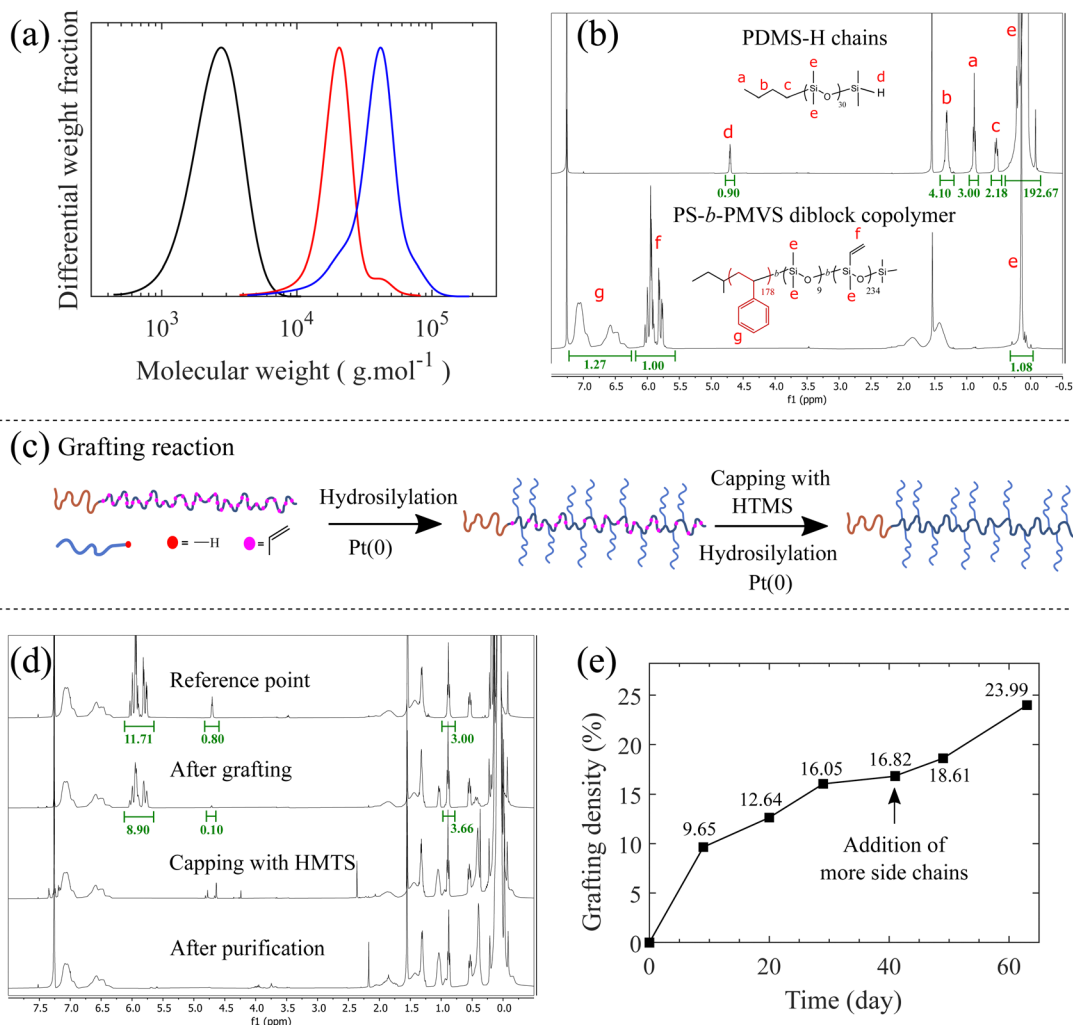 (a)
Differential weight fraction
10³ 10⁴ 10⁵
Molecular weight ( g.mol⁻¹)
(b)
PDMS-H chains
e
e
a
b
c
d
Si
O
30
Si
H
e
a
b
c
d
e
0.90
4.10 3.00 2.18 192.67
PS-b-PMVS diblock copolymer
f
e
g
178
b
Si
O
9
b
Si
O
234
Si
e
e
g
g
f
e
1.27
1.00
1.08
7.5 7.0 6.5 6.0 5.5 5.0 4.5 4.0 3.5 3.0 2.5 2.0 1.5 1.0 0.5 0.0 -0.5
f1 (ppm)
(c) Grafting reaction
Hydrosilylation
Pt(0)
= —H
=
Capping with
HTMS
Hydrosilylation
Pt(0)
(d)
Reference point
11.71 0.80 3.00
After grafting
8.90 0.10 3.66
Capping with HMTS
After purification
7.5 7.0 6.5 6.0 5.5 5.0 4.5 4.0 3.5 3.0 2.5 2.0 1.5 1.0 0.5 0.0
f1 (ppm)
(e)
Grafting density (%)
25
20
15
10
5
0
0 20 40 60
Time (day)
9.65
12.64
16.05
16.82
18.61
23.99
Addition of
more side chains